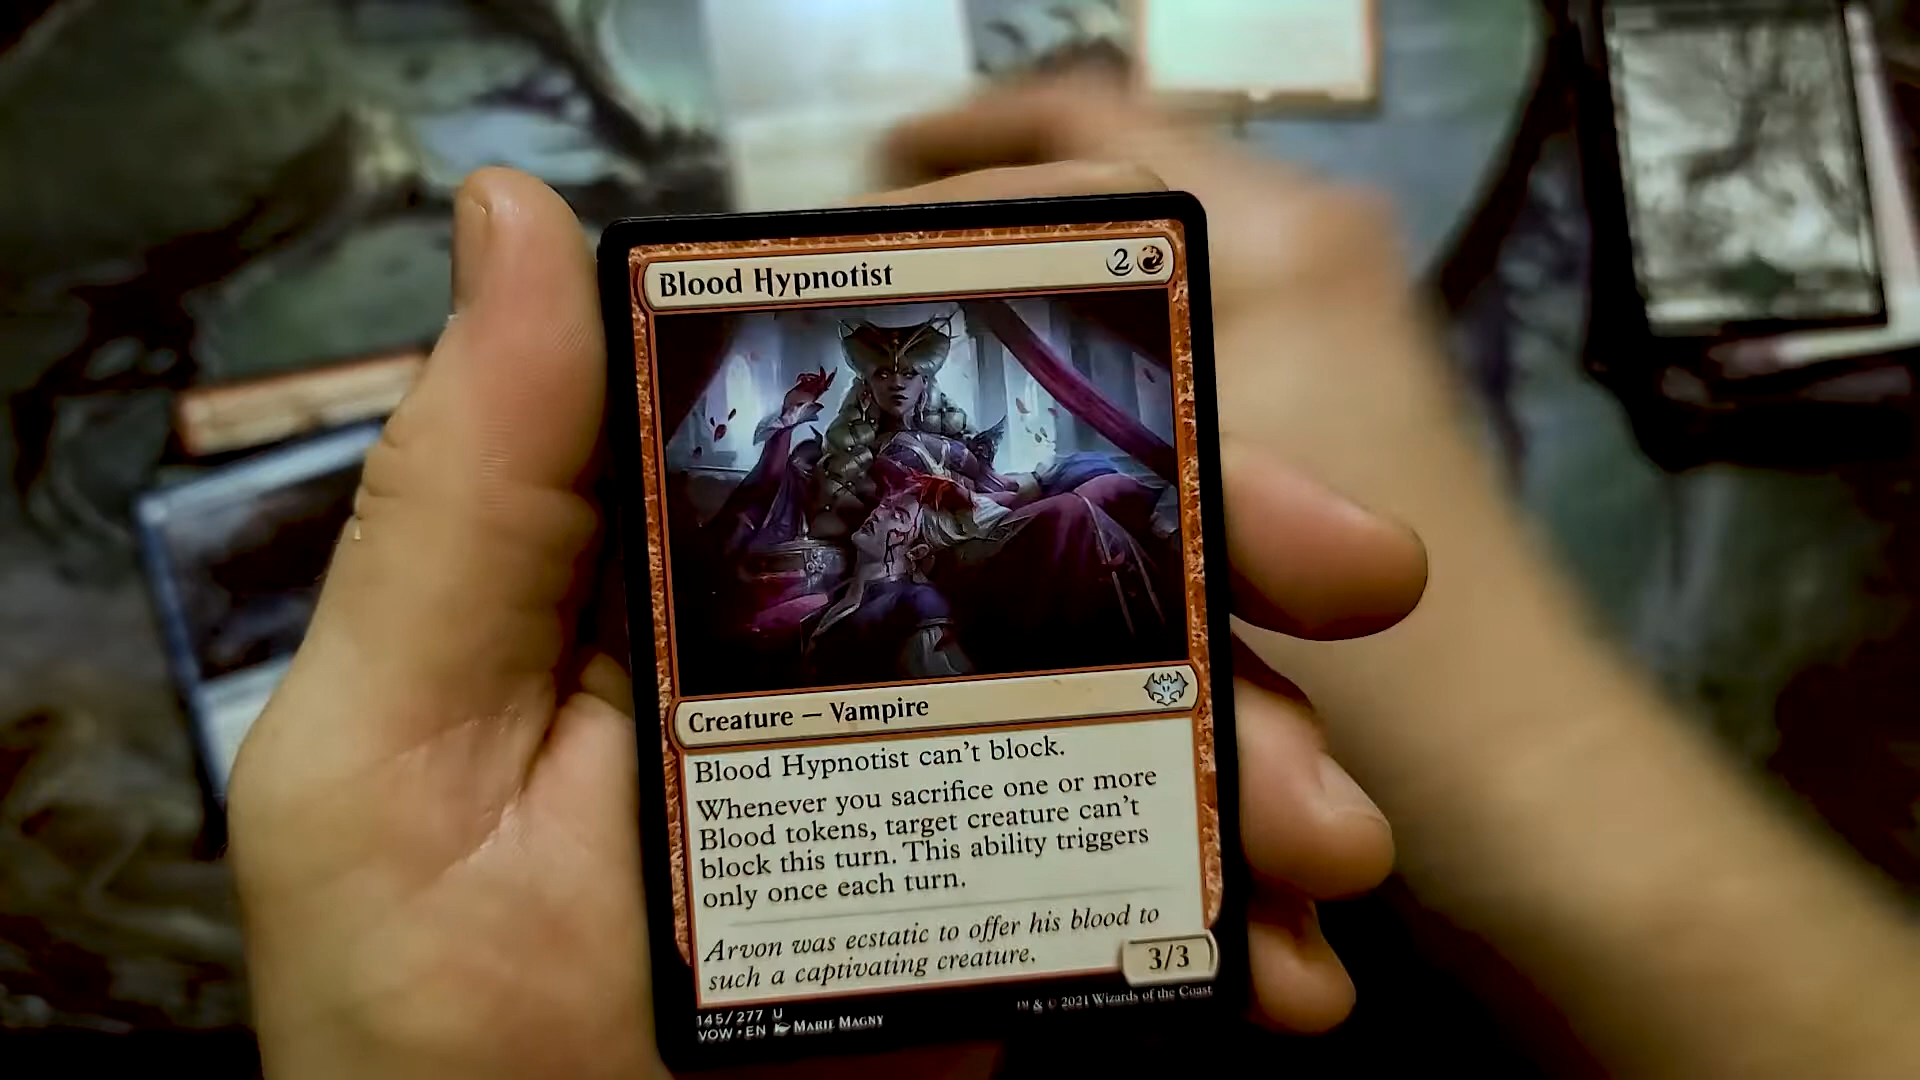 Blood Hypnotist 2
Creature — Vampire
Blood Hypnotist can't block.
Whenever you sacrifice one or more
Blood tokens, target creature can't
block this turn. This ability triggers
only once each turn.
Arvon was ecstatic to offer his blood to
such a captivating creature.
3/3
145/277 U
VOW • EN Marie Magny
™ & © 2021 Wizards of the Coast